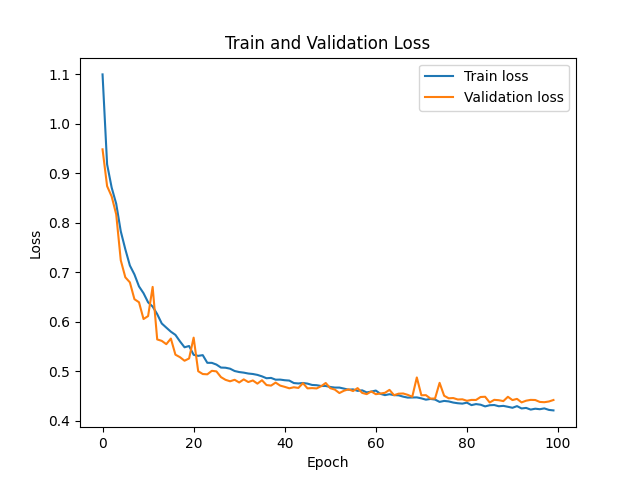 Train and Validation Loss
Train loss
Validation loss
Loss
1.1
1.0
0.9
0.8
0.7
0.6
0.5
0.4
0 20 40 60 80 100
Epoch